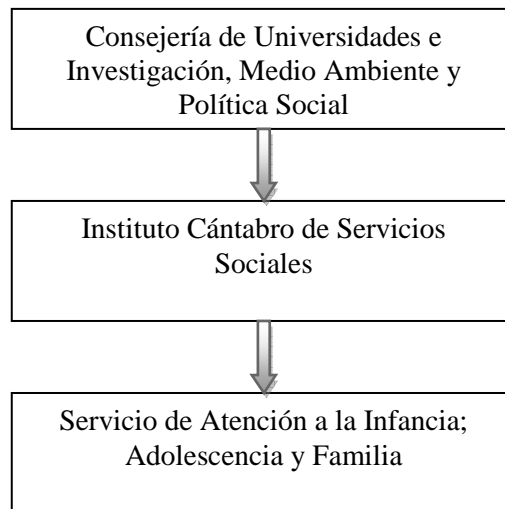 Consejería de Universidades e
Investigación, Medio Ambiente y
Política Social
Instituto Cántabro de Servicios
Sociales
Servicio de Atención a la Infancia;
Adolescencia y Familia